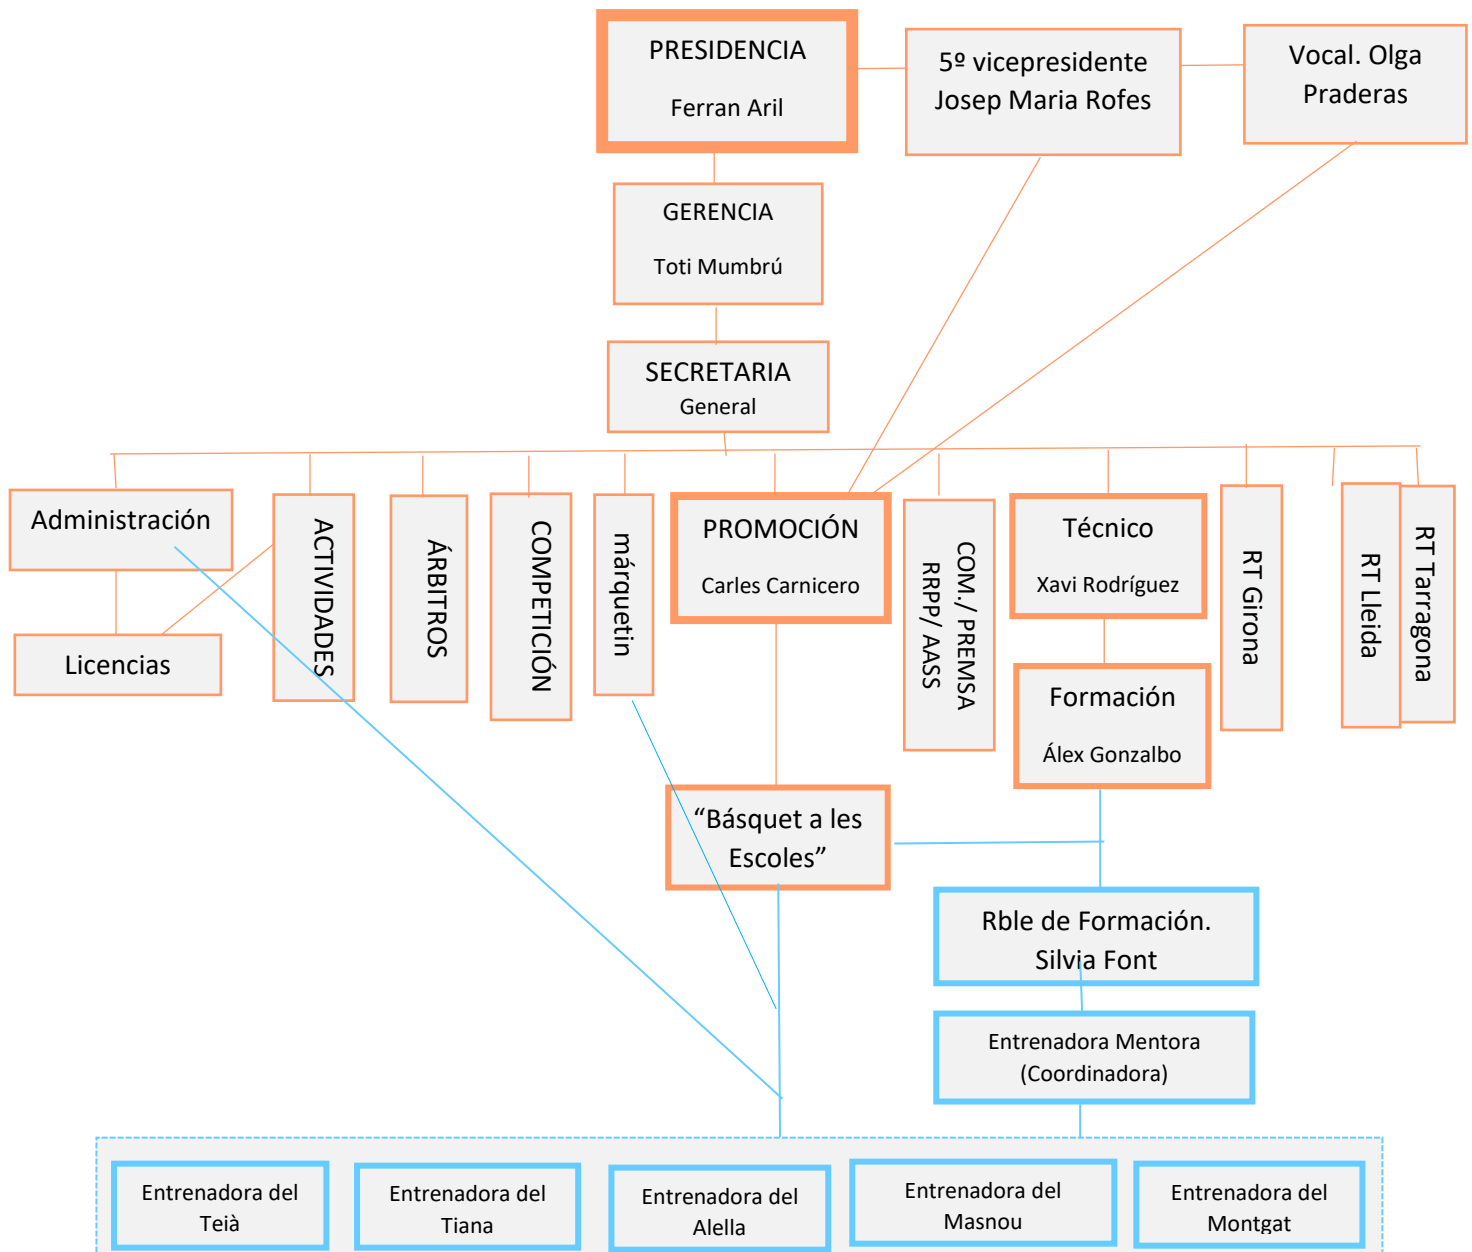 PRESIDENCIA
Ferran Aril
5º vicepresidente
Josep Maria Rofes
Vocal. Olga
Praderas
GERENCIA
Toti Mumbrú
SECRETARIA
General
Administración
Licencias
ACTIVIDADES
ÁRBITROS
COMPETICIÓN
márquetin
PROMOCIÓN
Carles Carnicero
COM./ PREMSA
RRPP/ AASS
Técnico
Xavi Rodríguez
Formación
Álex Gonzalbo
RT Girona
RT Lleida
RT Tarragona
“Básquet a les
Escoles”
Rble de Formación.
Silvia Font
Entrenadora Mentora
(Coordinadora)
Entrenadora del
Teià
Entrenadora del
Tiana
Entrenadora del
Alella
Entrenadora del
Masnou
Entrenadora del
Montgat